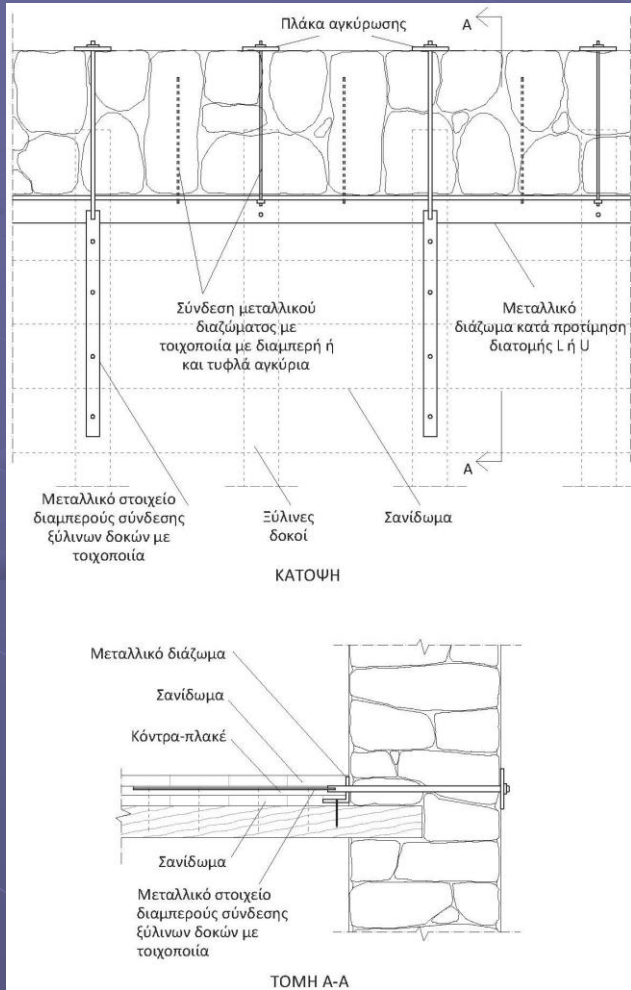 Πλάκα αγκύρωσης
Α
Σύνδεση μεταλλικού
διαζώματος με
τοιχοποιία με διαμπερή ή
και τυφλά αγκύρια
Μεταλλικό
διάζωμα κατά προτίμηση
διατομής L ή U
Α
Μεταλλικό στοιχείο
διαμπερούς σύνδεσης
ξύλινων δοκών με
τοιχοποιία
Ξύλινες
δοκοί
Σανίδωμα
ΚΑΤΟΨΗ
Μεταλλικό διάζωμα
Σανίδωμα
Κόντρα-πλακέ
Σανίδωμα
Μεταλλικό στοιχείο
διαμπερούς σύνδεσης
ξύλινων δοκών με
τοιχοποιία
ΤΟΜΗ Α-Α